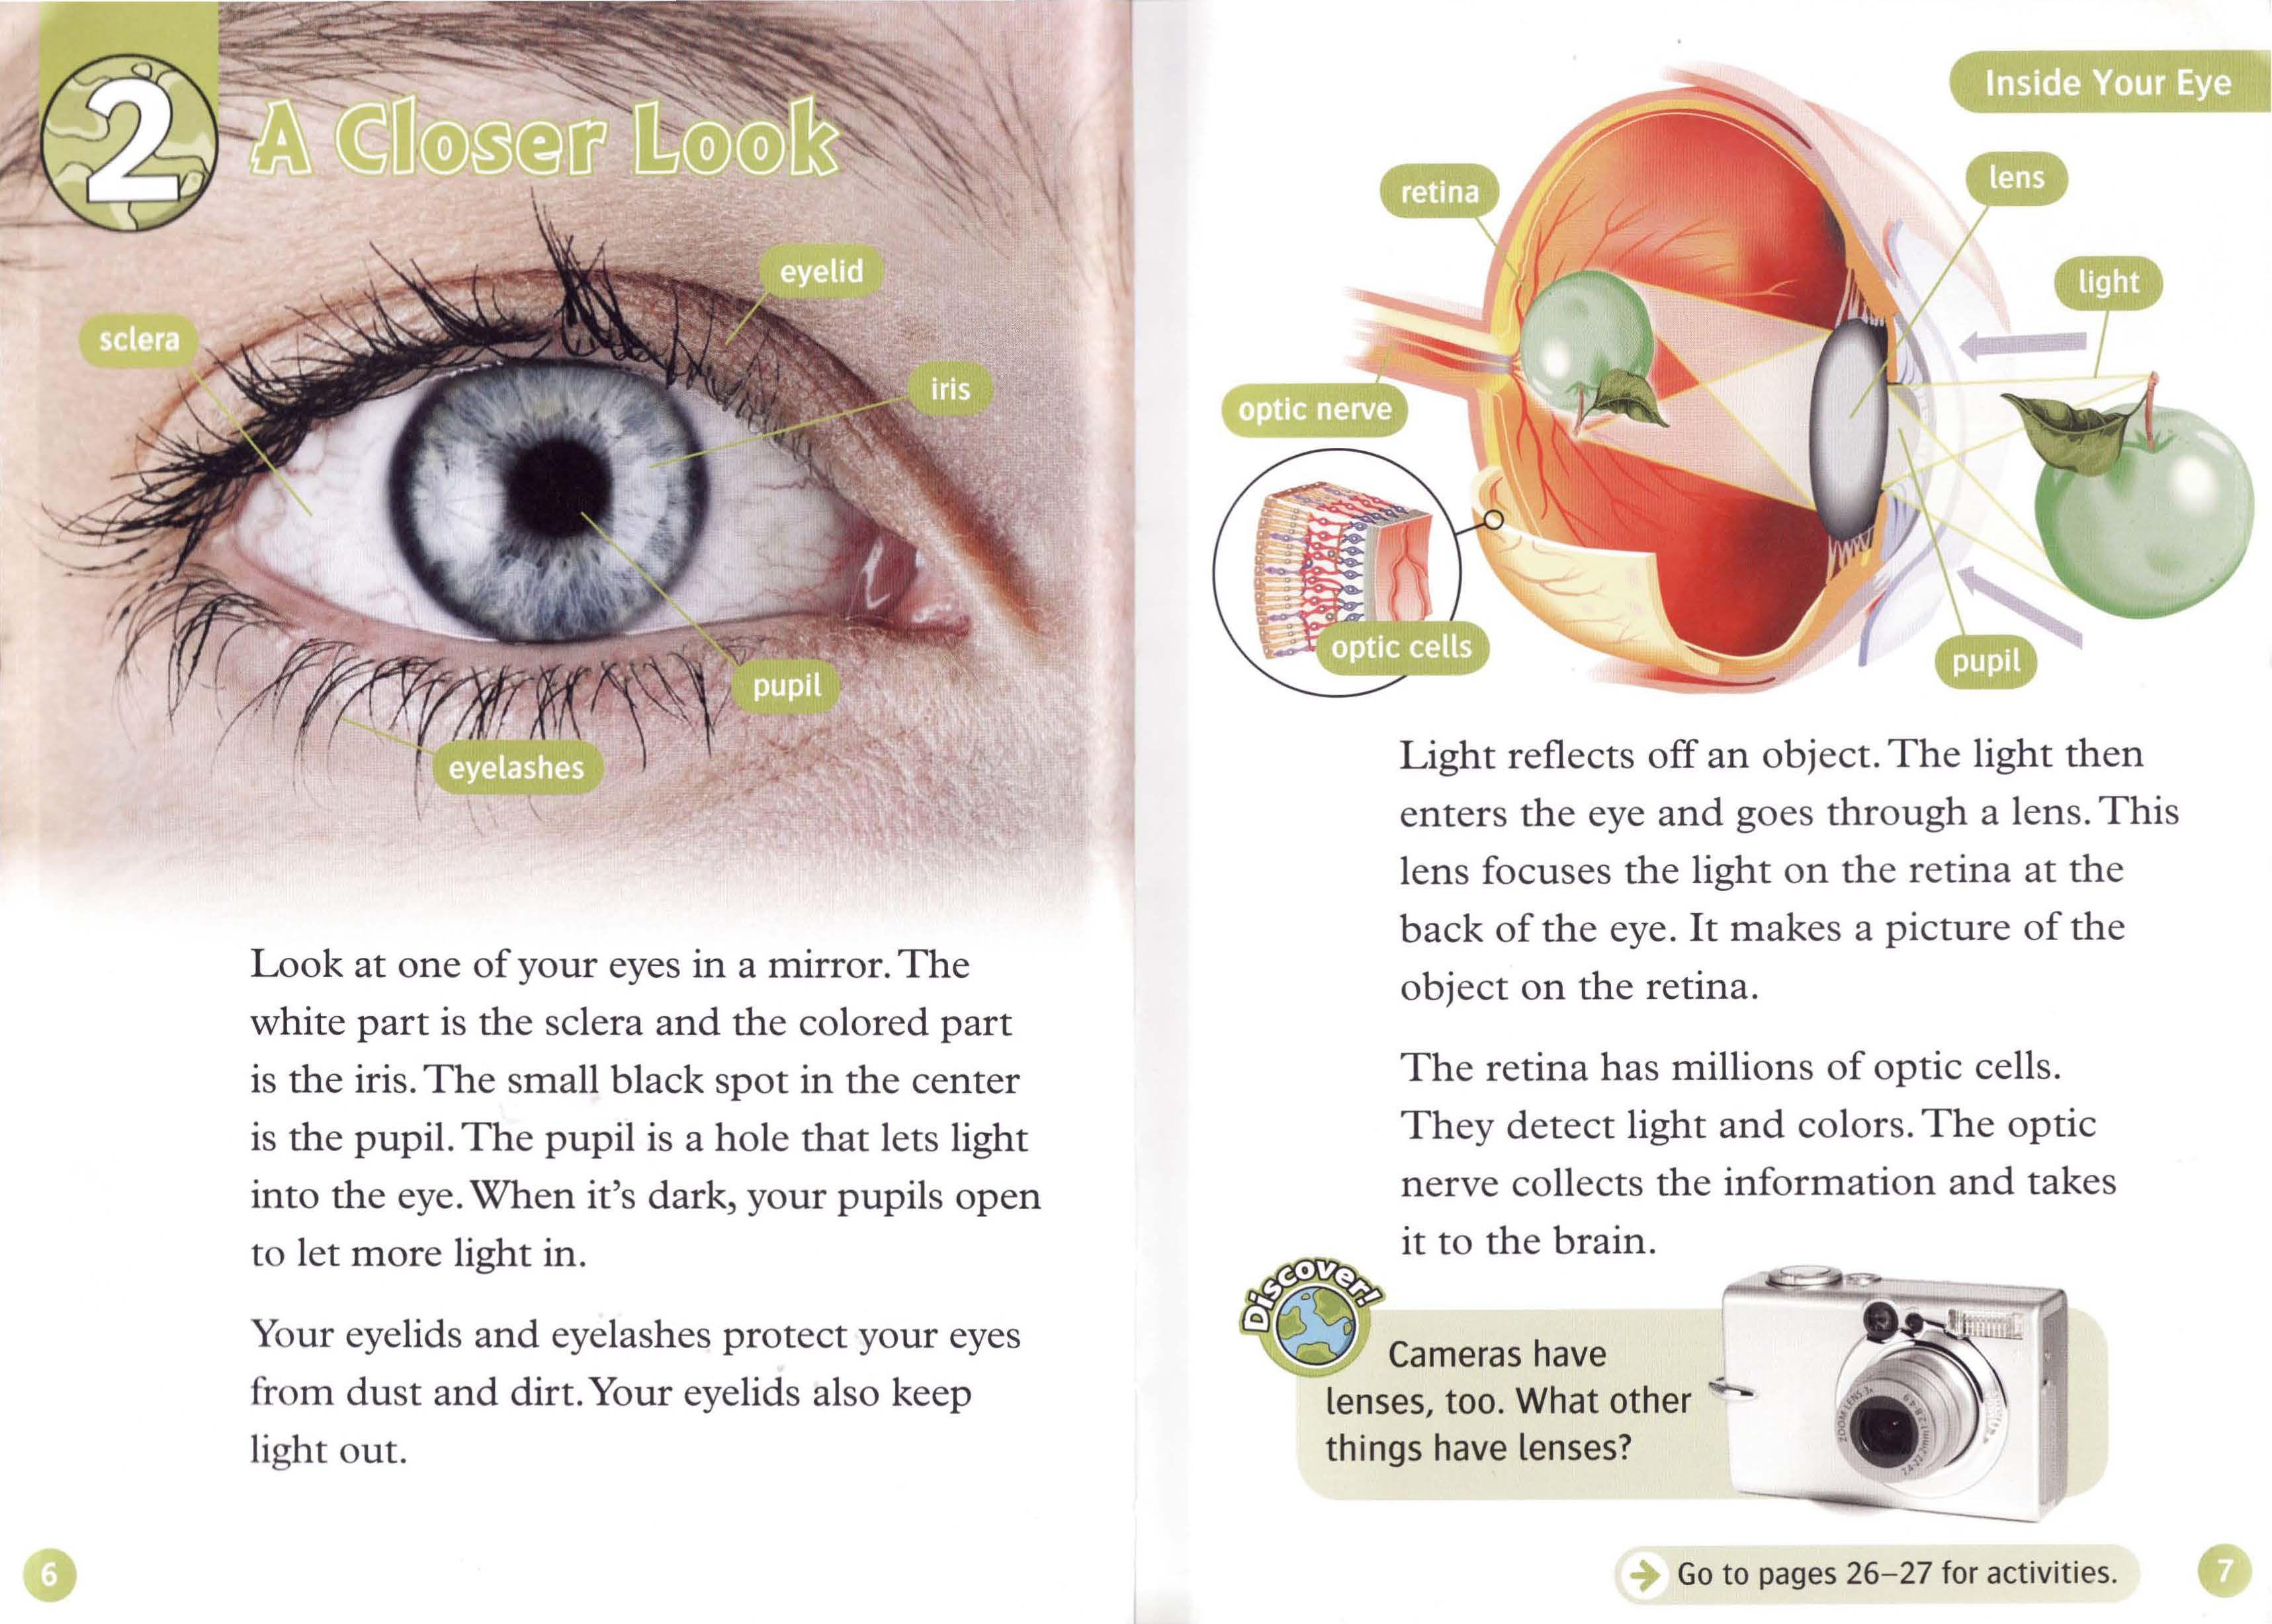 2
A Closer Look
eyelid
sclera
iris
pupil
eyelashes
Look at one of your eyes in a mirror. The
white part is the sclera and the colored part
is the iris. The small black spot in the center
is the pupil. The pupil is a hole that lets light
into the eye. When it's dark, your pupils open
to let more light in.
Your eyelids and eyelashes protect your eyes
from dust and dirt. Your eyelids also keep
light out.
6
Inside Your Eye
retina
lens
light
optic nerve
optic cells
pupil
Light reflects off an object. The light then
enters the eye and goes through a lens. This
lens focuses the light on the retina at the
back of the eye. It makes a picture of the
object on the retina.
The retina has millions of optic cells.
They detect light and colors. The optic
nerve collects the information and takes
it to the brain.
Discover!
Cameras have
lenses, too. What other
things have lenses?
ZOOM LENS 3x
Go to pages 26–27 for activities.
7